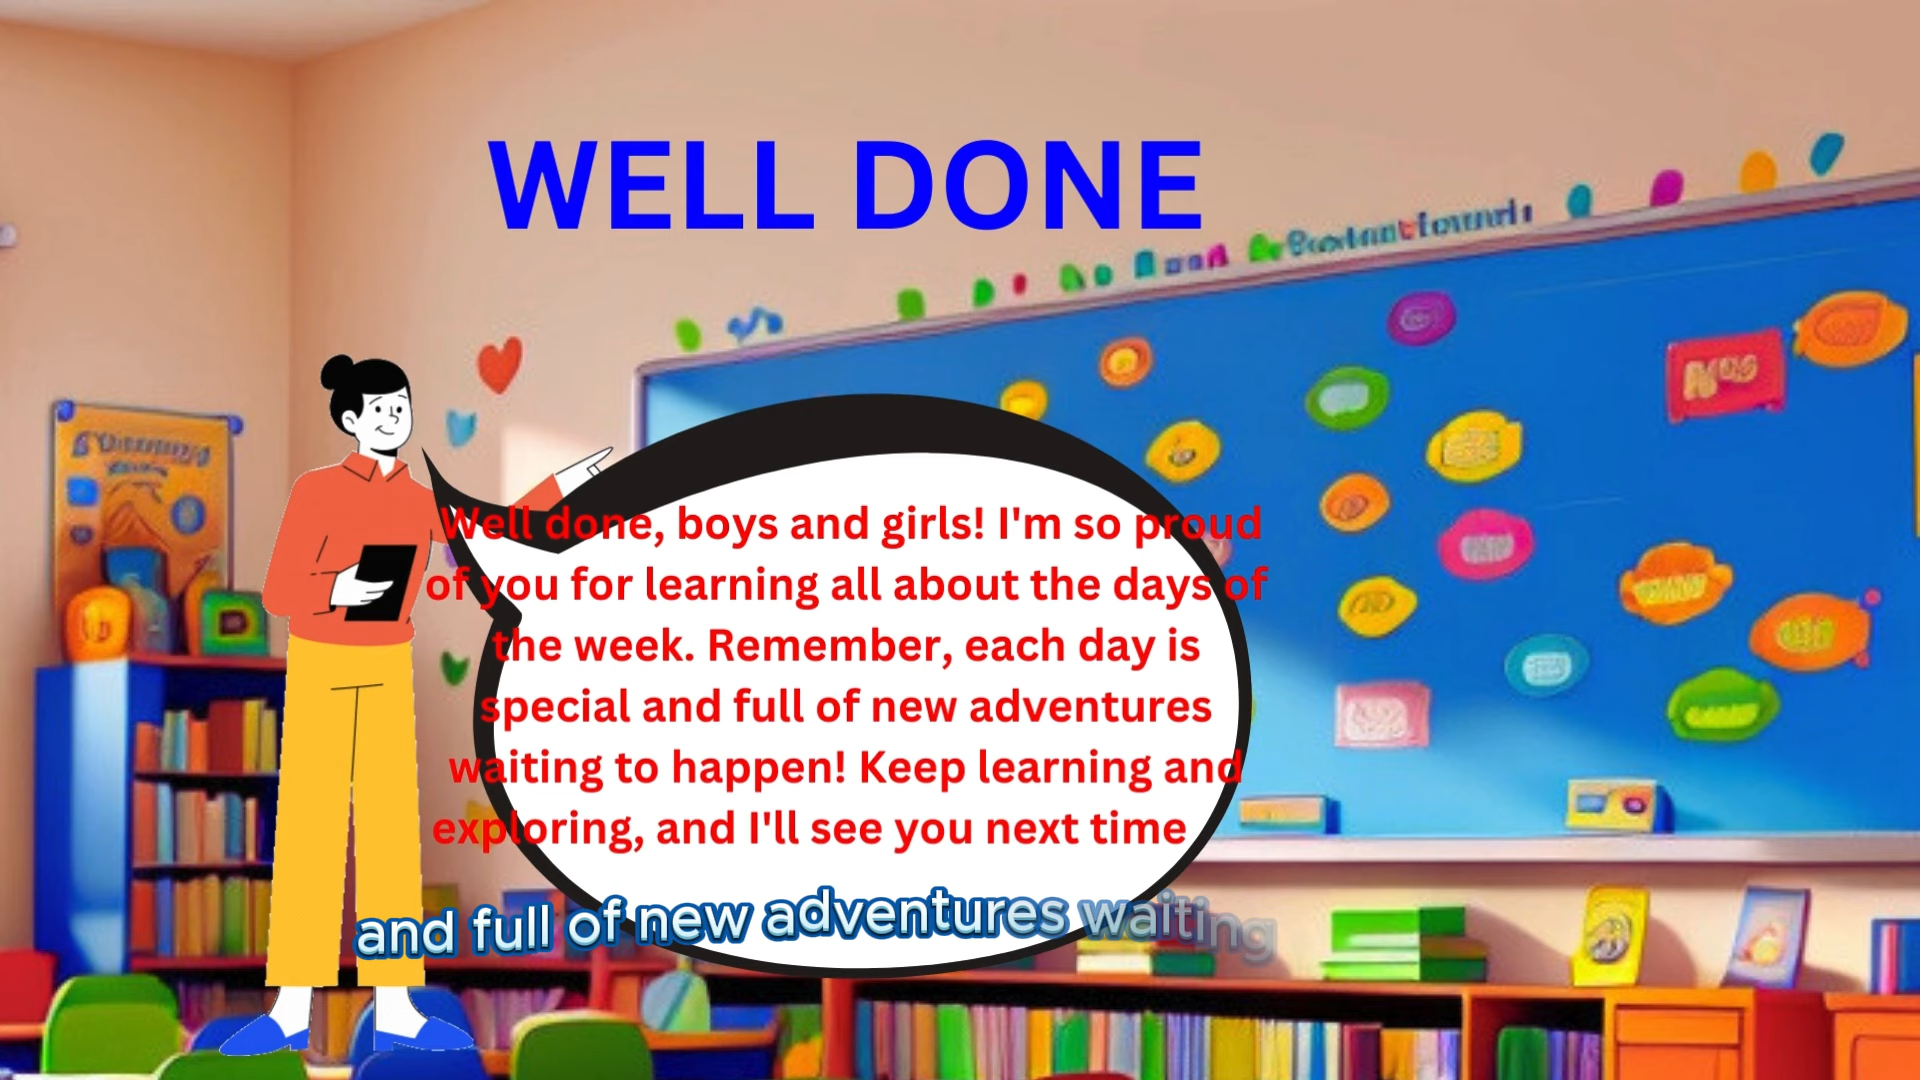 WELL DONE
Well done, boys and girls! I'm so proud
of you for learning all about the days of
the week. Remember, each day is
special and full of new adventures
waiting to happen! Keep learning and
exploring, and I'll see you next time
and full of new adventures waiting